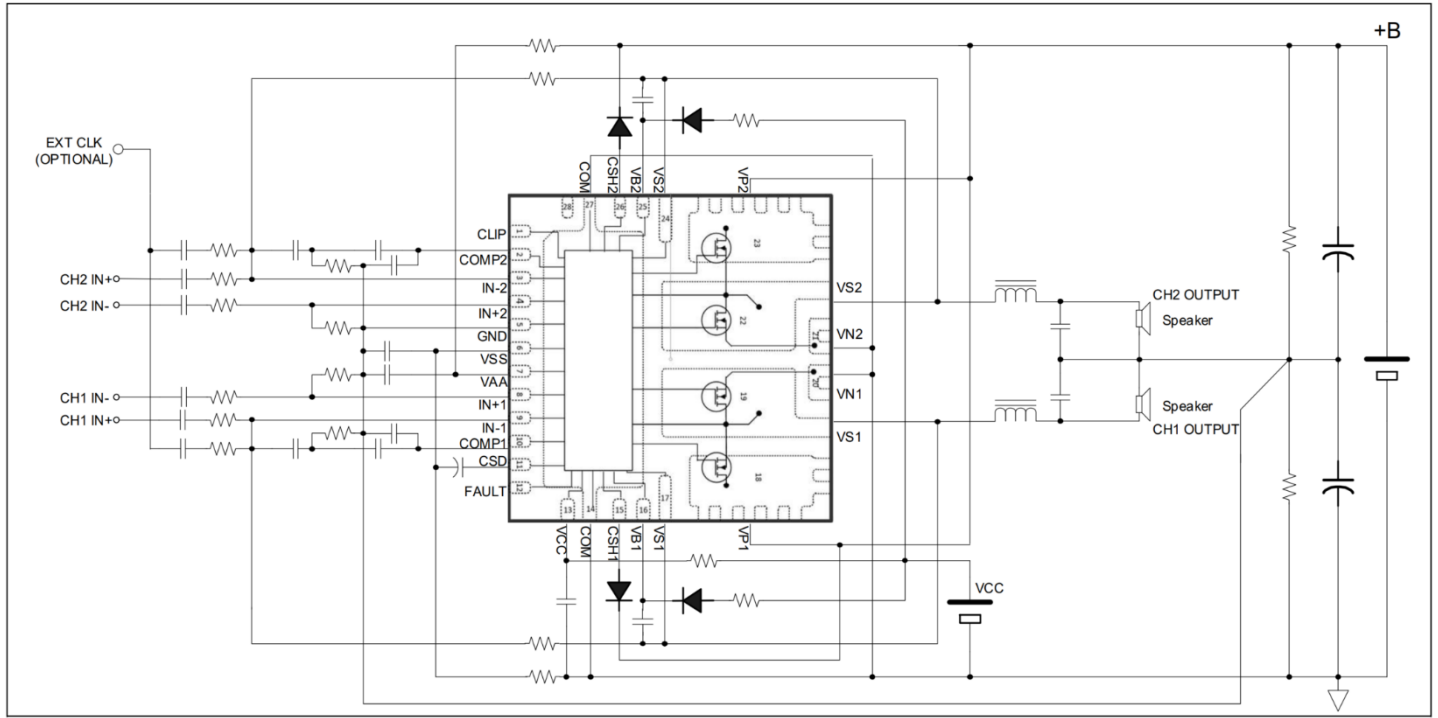 +B
EXT CLK
(OPTIONAL)
CH2 IN+
CH2 IN-
CH1 IN-
CH1 IN+
COM
CSH2
VB2
VS2
VP2
28
27
26
25
24
23
CLIP
COMP2
IN-2
IN+2
GND
VSS
VAA
IN+1
IN-1
COMP1
CSD
FAULT
1
2
3
4
5
6
7
8
9
10
11
12
22
21
20
19
18
VS2
VN2
VN1
VS1
CH2 OUTPUT
Speaker
Speaker
CH1 OUTPUT
13
14
15
16
17
VCC
COM
CSH1
VB1
VS1
VP1
VCC